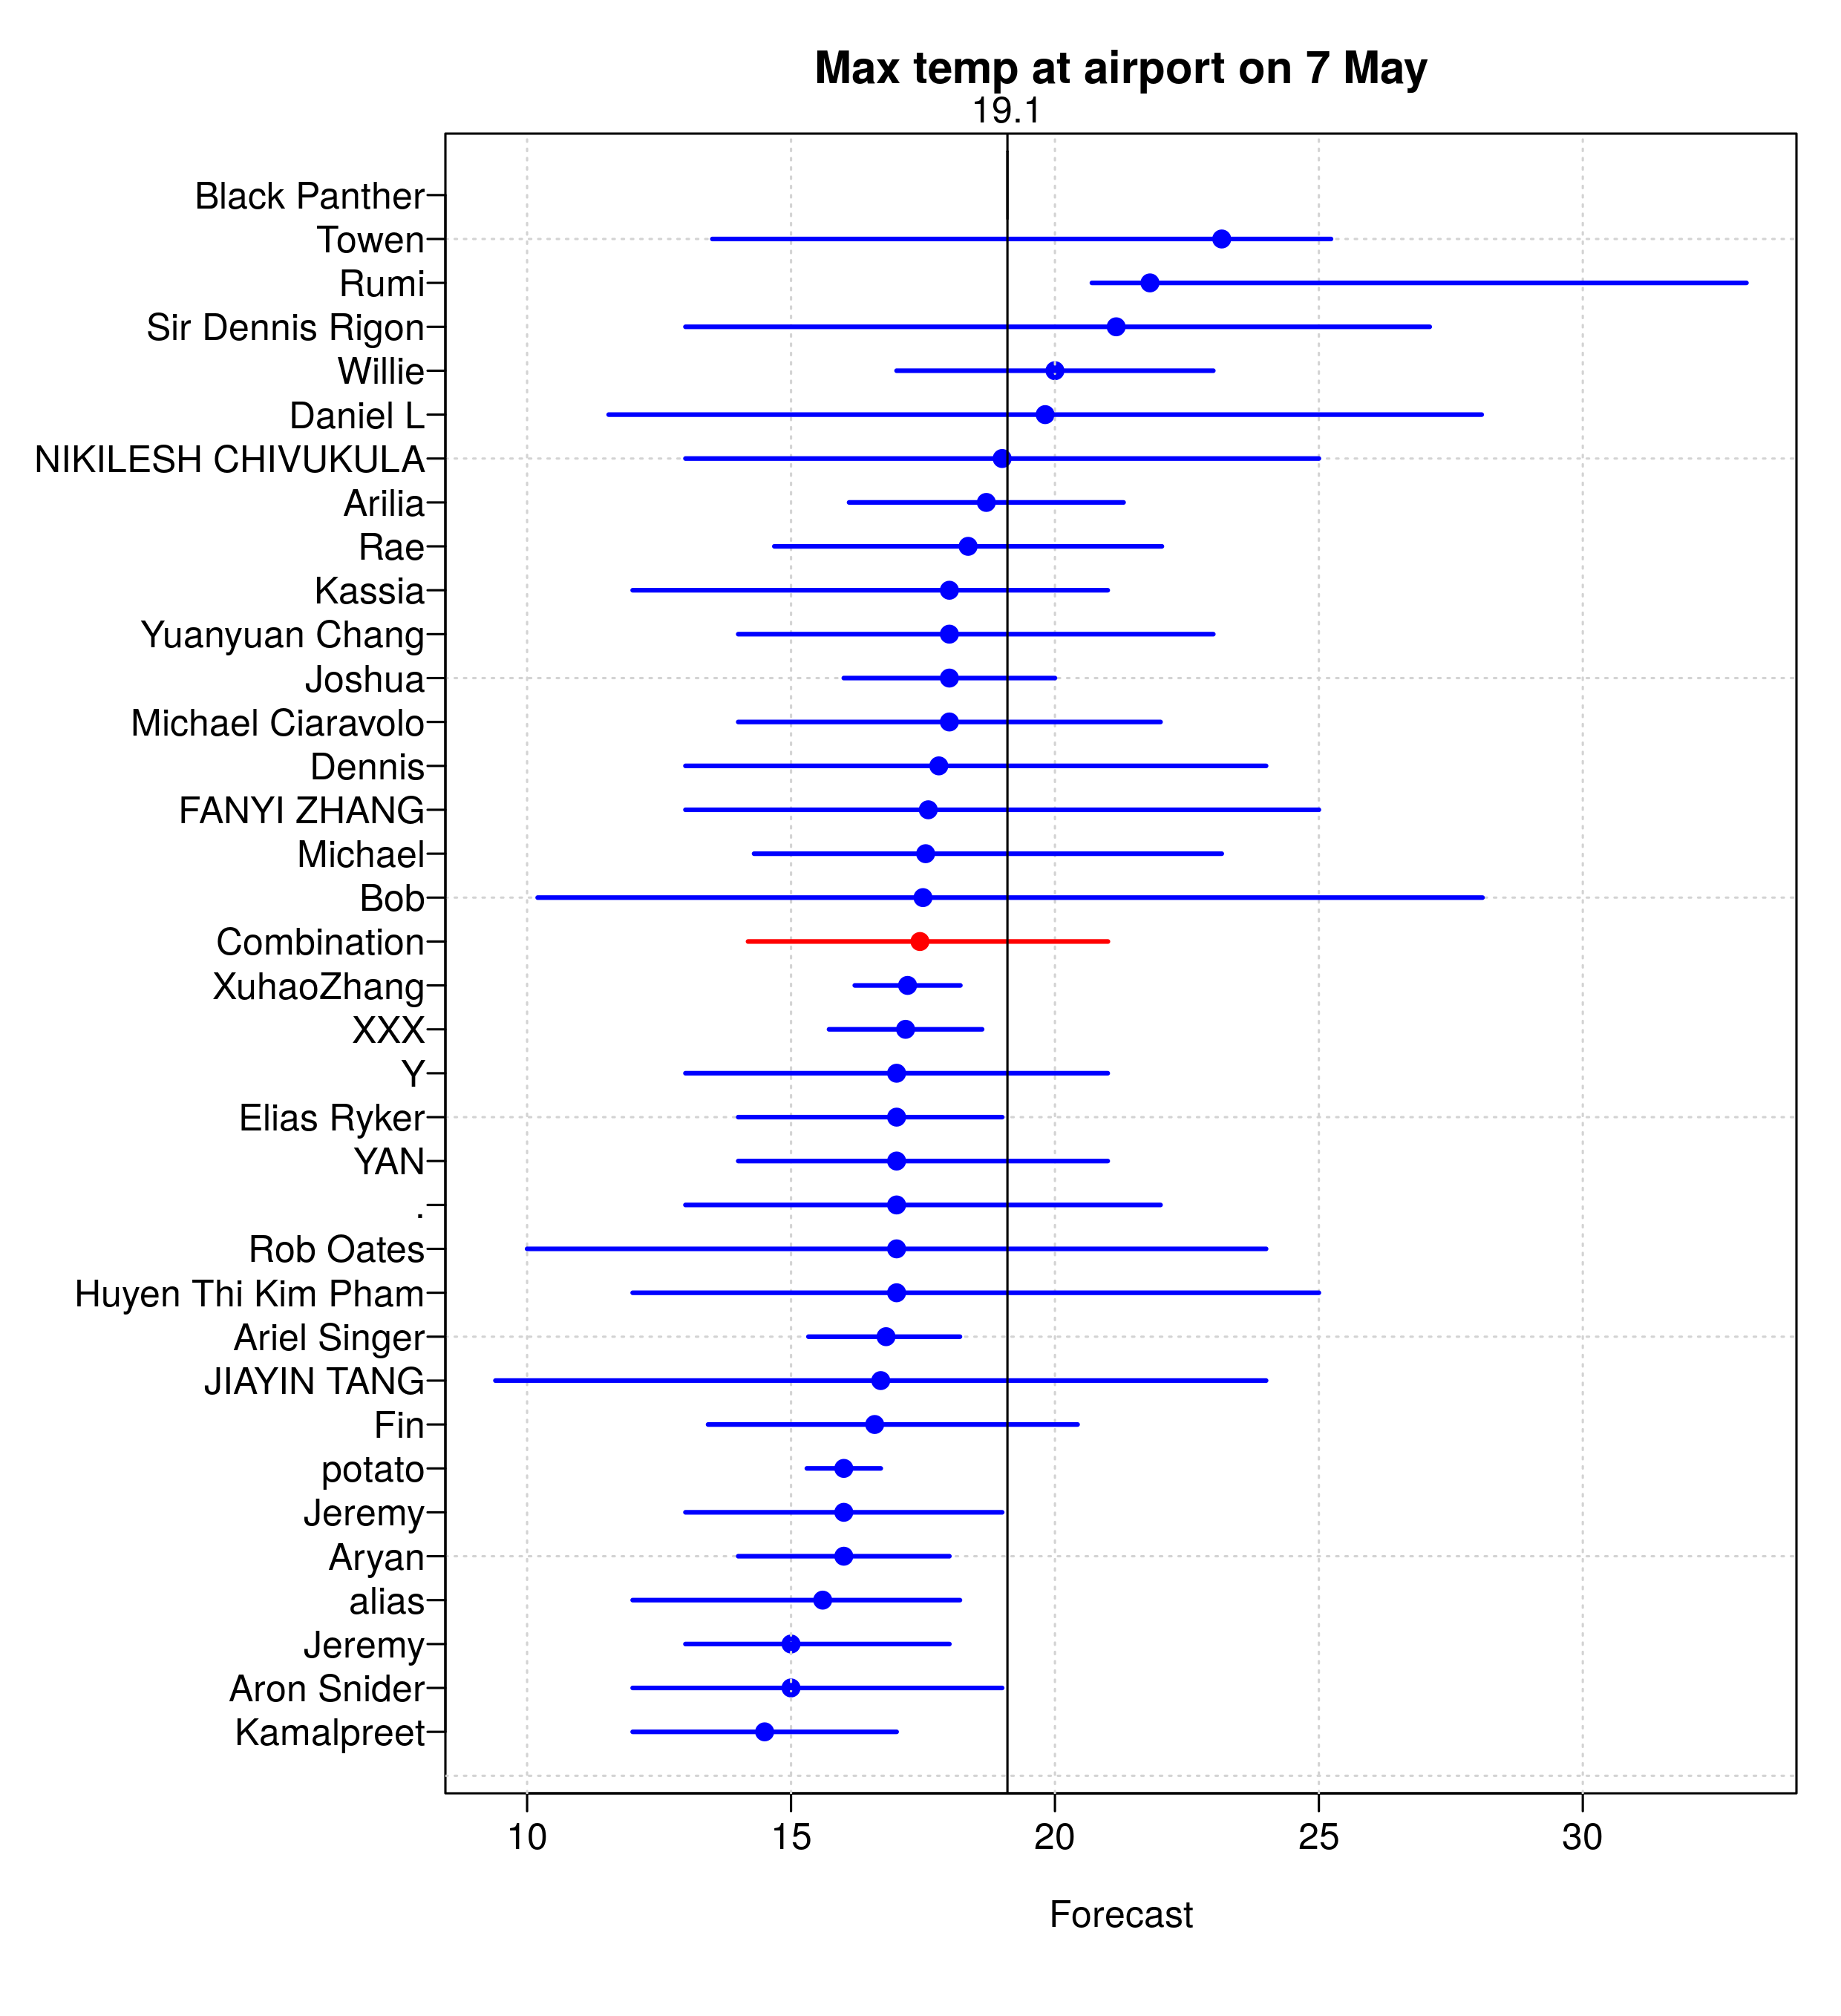 Max temp at airport on 7 May
19.1
Black Panther
Towen
Rumi
Sir Dennis Rigon
Willie
Daniel L
NIKILESH CHIVUKULA
Arilia
Rae
Kassia
Yuanyuan Chang
Joshua
Michael Ciaravolo
Dennis
FANYI ZHANG
Michael
Bob
Combination
XuhaoZhang
XXX
Y
Elias Ryker
YAN
.
Rob Oates
Huyen Thi Kim Pham
Ariel Singer
JIAYIN TANG
Fin
potato
Jeremy
Aryan
alias
Jeremy
Aron Snider
Kamalpreet
10 15 20 25 30
Forecast